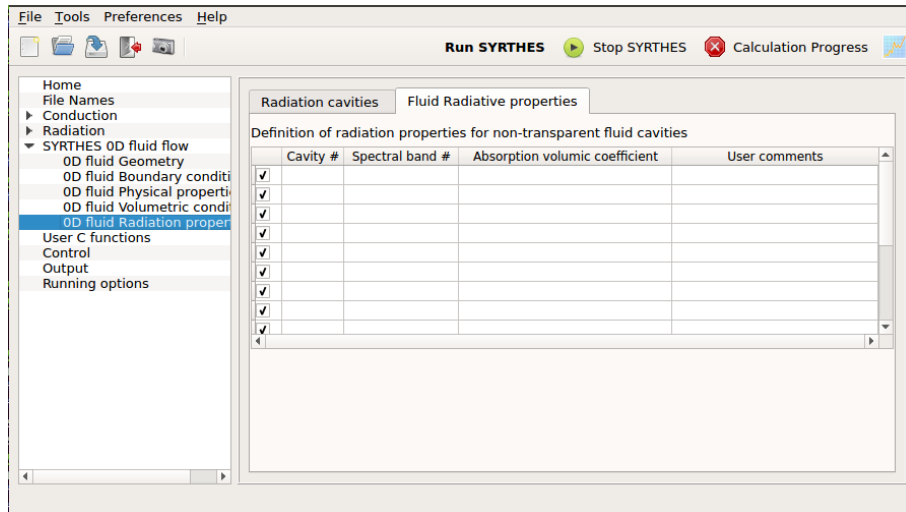 File Tools Preferences Help
Run SYRTHES Stop SYRTHES Calculation Progress
Home
File Names
Conduction
Radiation
SYRTHES 0D fluid flow
0D fluid Geometry
0D fluid Boundary conditi
0D fluid Physical properti
0D fluid Volumetric condit
0D fluid Radiation proper
User C functions
Control
Output
Running options
Radiation cavities Fluid Radiative properties
Definition of radiation properties for non-transparent fluid cavities
Cavity # Spectral band # Absorption volumic coefficient User comments